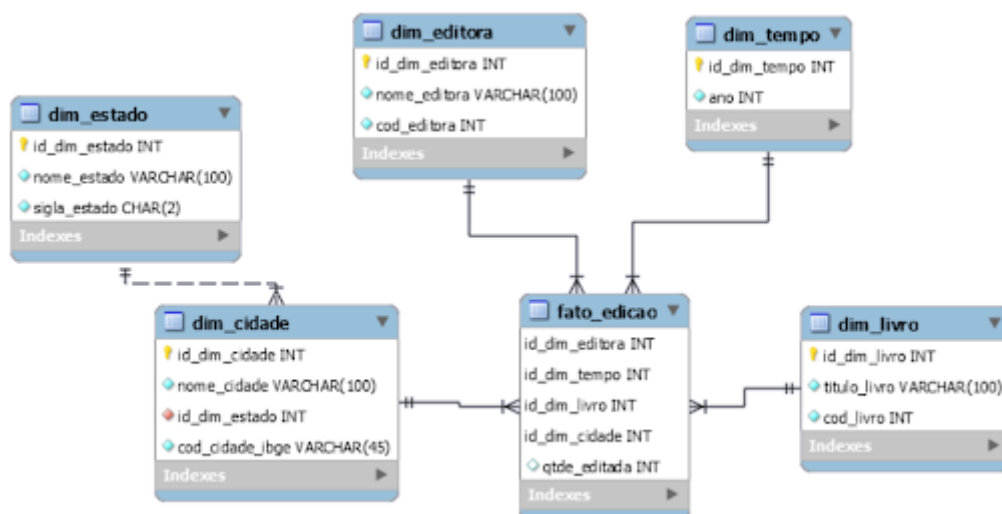 dim_editora
id_dim_editora INT
nome_editora VARCHAR(100)
cod_editora INT
Indexes
dim_tempo
id_dim_tempo INT
ano INT
Indexes
dim_estado
id_dim_estado INT
nome_estado VARCHAR(100)
sigla_estado CHAR(2)
Indexes
dim_cidade
id_dim_cidade INT
nome_cidade VARCHAR(100)
id_dim_estado INT
cod_cidade_ibge VARCHAR(45)
Indexes
fato_edicao
id_dim_editora INT
id_dim_tempo INT
id_dim_livro INT
id_dim_cidade INT
qtde_editada INT
Indexes
dim_livro
id_dim_livro INT
titulo_livro VARCHAR(100)
cod_livro INT
Indexes